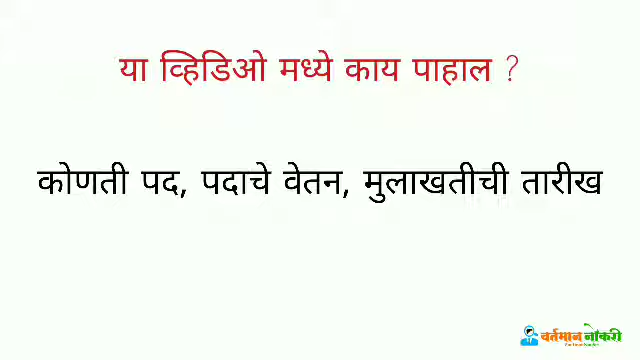 या व्हिडिओ मध्ये काय पाहाल ?
कोणती पद, पदाचे वेतन, मुलाखतीची तारीख
वर्तमान नोकरी